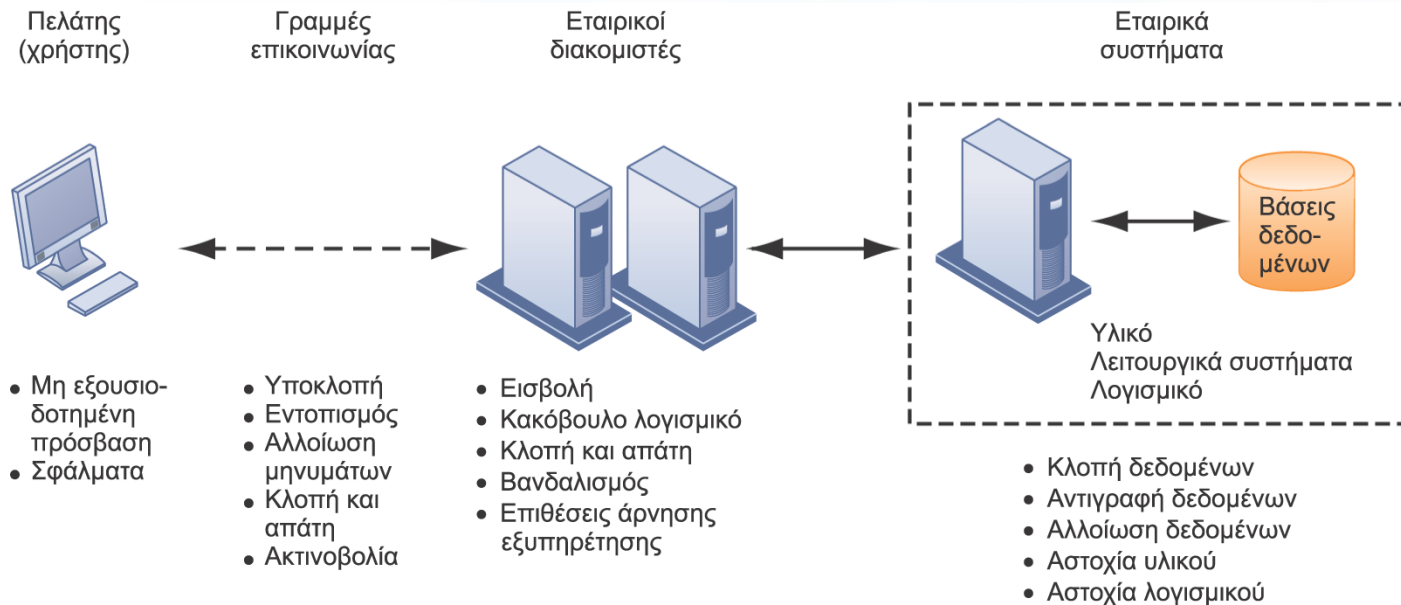 Πελάτης
(χρήστης)
Γραμμές
επικοινωνίας
Εταιρικοί
διακομιστές
Εταιρικά
συστήματα
Βάσεις
δεδο-
μένων
Υλικό
Λειτουργικά συστήματα
Λογισμικό
• Μη εξουσιο-
δοτημένη
πρόσβαση
• Σφάλματα
• Υποκλοπή
• Εντοπισμός
• Αλλοίωση
μηνυμάτων
• Κλοπή και
απάτη
• Ακτινοβολία
• Εισβολή
• Κακόβουλο λογισμικό
• Κλοπή και απάτη
• Βανδαλισμός
• Επιθέσεις άρνησης
εξυπηρέτησης
• Κλοπή δεδομένων
• Αντιγραφή δεδομένων
• Αλλοίωση δεδομένων
• Αστοχία υλικού
• Αστοχία λογισμικού